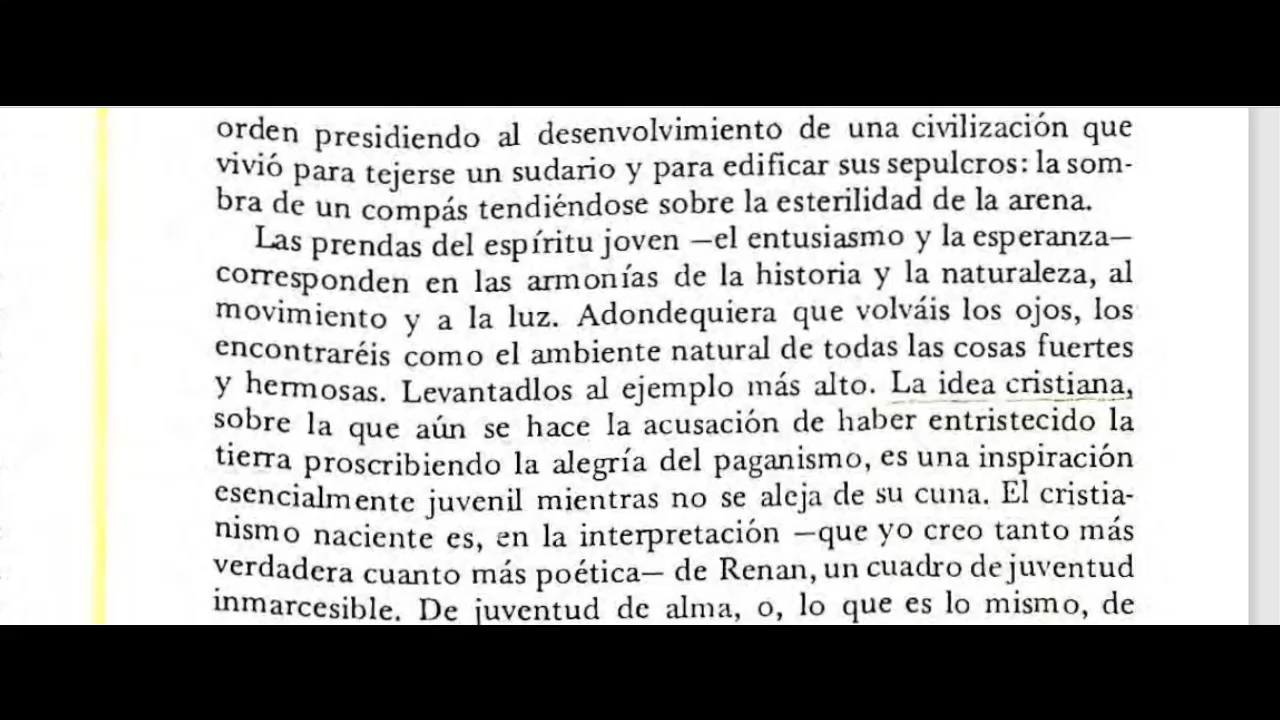 orden presidiendo al desenvolvimiento de una civilización que
vivió para tejerse un sudario y para edificar sus sepulcros: la som-
bra de un compás tendiéndose sobre la esterilidad de la arena.
Las prendas del espíritu joven —el entusiasmo y la esperanza—
corresponden en las armonías de la historia y la naturaleza, al
movimiento y a la luz. Adondequiera que volváis los ojos, los
encontraréis como el ambiente natural de todas las cosas fuertes
y hermosas. Levantadlos al ejemplo más alto. La idea cristiana,
sobre la que aún se hace la acusación de haber entristecido la
tierra proscribiendo la alegría del paganismo, es una inspiración
esencialmente juvenil mientras no se aleja de su cuna. El cristia-
nismo naciente es, en la interpretación —que yo creo tanto más
verdadera cuanto más poética— de Renan, un cuadro de juventud
inmarcesible. De juventud de alma, o, lo que es lo mismo, de